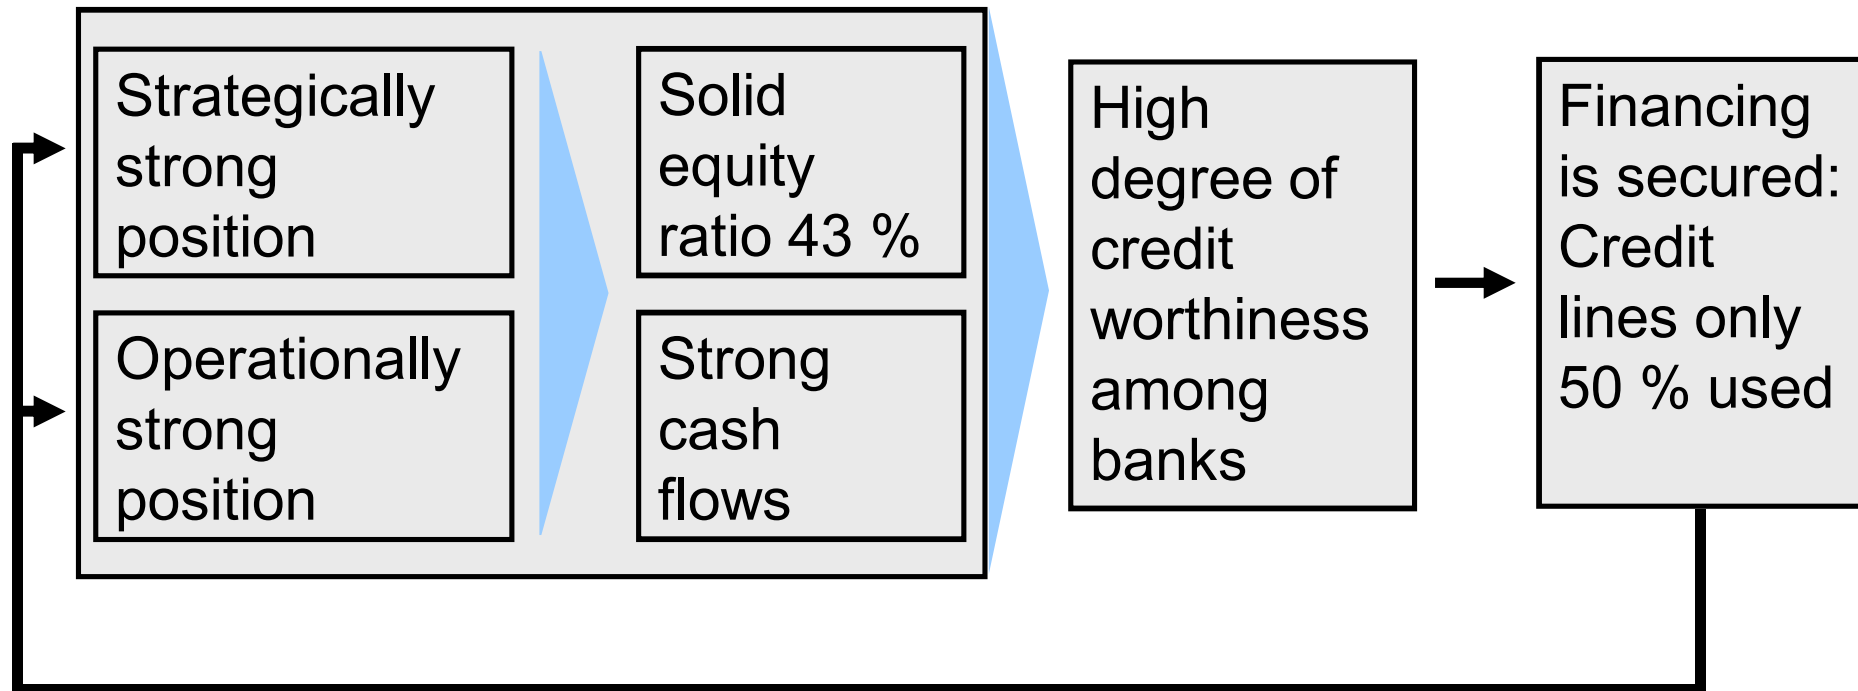 Strategically
strong
position
Operationally
strong
position
Solid
equity
ratio 43 %
Strong
cash
flows
High
degree of
credit
worthiness
among
banks
Financing
is secured:
Credit
lines only
50 % used